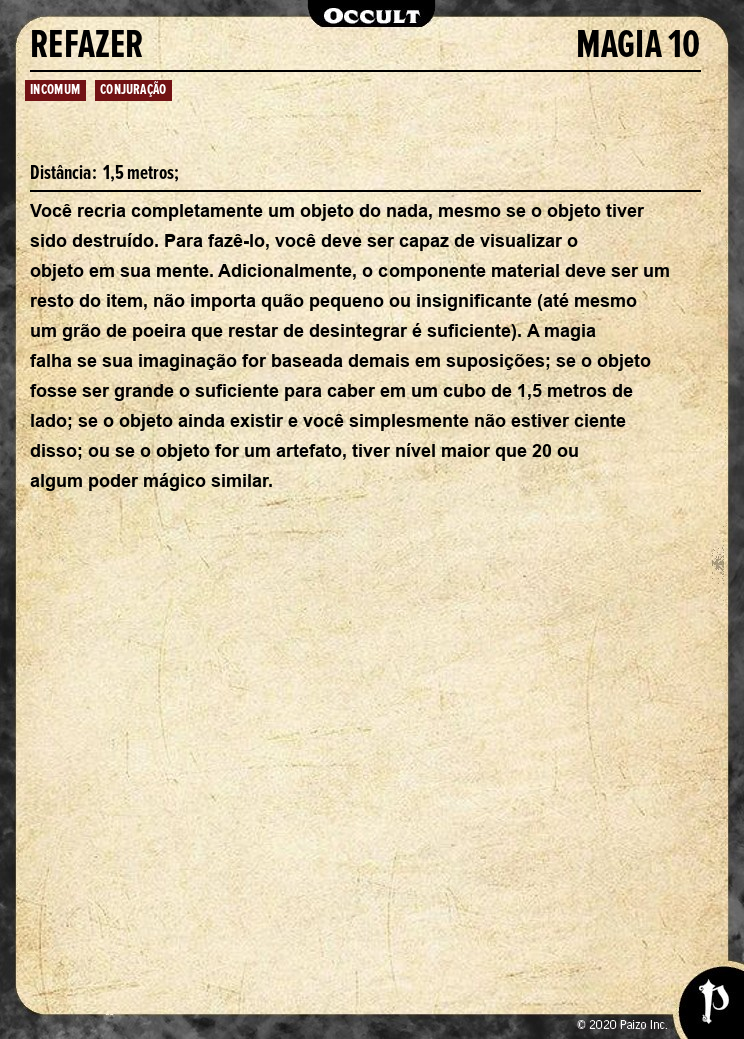 OCCULT
REFAZER MAGIA 10
INCOMUM CONJURAÇÃO
Distância: 1,5 metros;
Você recria completamente um objeto do nada, mesmo se o objeto tiver
sido destruído. Para fazê-lo, você deve ser capaz de visualizar o
objeto em sua mente. Adicionalmente, o componente material deve ser um
resto do item, não importa quão pequeno ou insignificante (até mesmo
um grão de poeira que restar de desintegrar é suficiente). A magia
falha se sua imaginação for baseada demais em suposições; se o objeto
fosse ser grande o suficiente para caber em um cubo de 1,5 metros de
lado; se o objeto ainda existir e você simplesmente não estiver ciente
disso; ou se o objeto for um artefato, tiver nível maior que 20 ou
algum poder mágico similar.
© 2020 Paizo Inc.
P